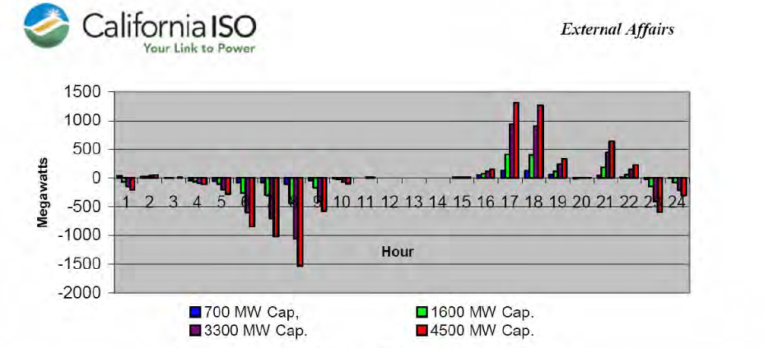 California ISO
Your Link to Power
External Affairs
1500
1000
500
0
-500
-1000
-1500
-2000
Megawatts
1 2 3 4 5 6 7 8 9 10 11 12 13 14 15 16 17 18 19 20 21 22 23 24
Hour
700 MW Cap, 1600 MW Cap.
3300 MW Cap. 4500 MW Cap.